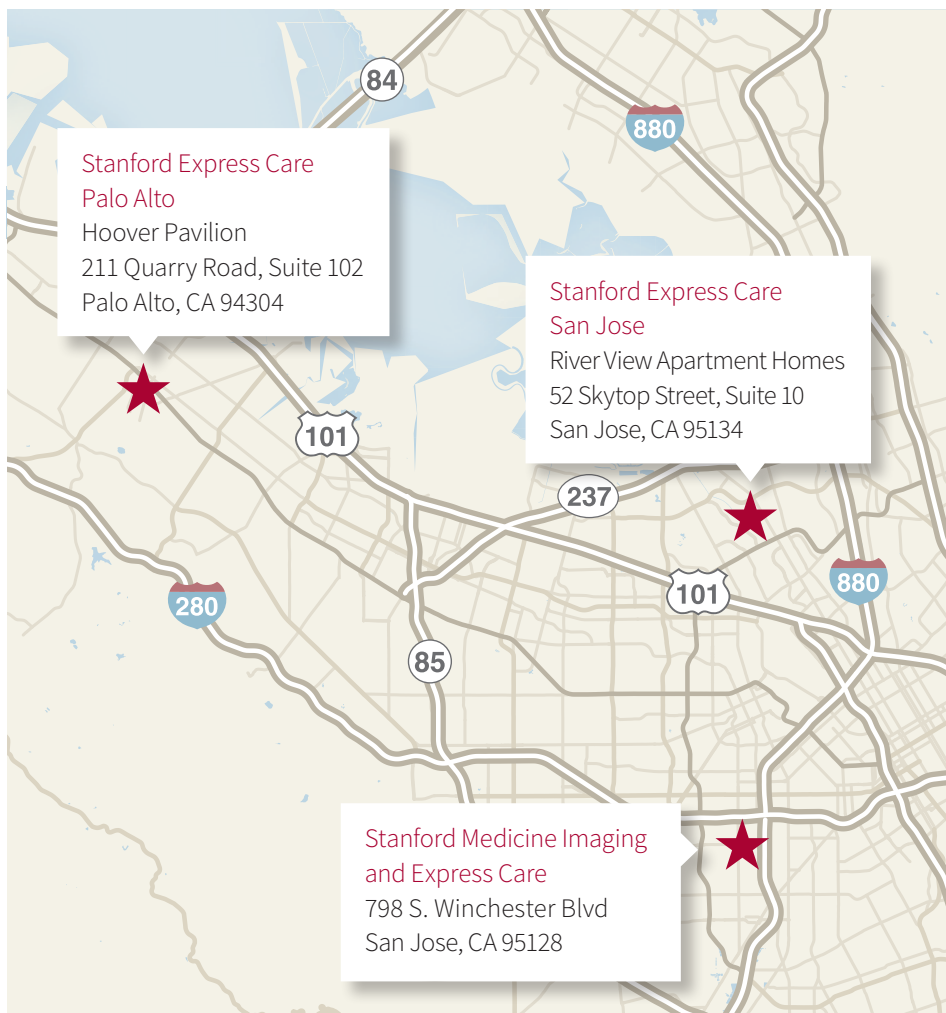 84
880
Stanford Express Care
Palo Alto
Hoover Pavilion
211 Quarry Road, Suite 102
Palo Alto, CA 94304
Stanford Express Care
San Jose
River View Apartment Homes
52 Skytop Street, Suite 10
San Jose, CA 95134
101
237
280
101
880
85
Stanford Medicine Imaging
and Express Care
798 S. Winchester Blvd
San Jose, CA 95128